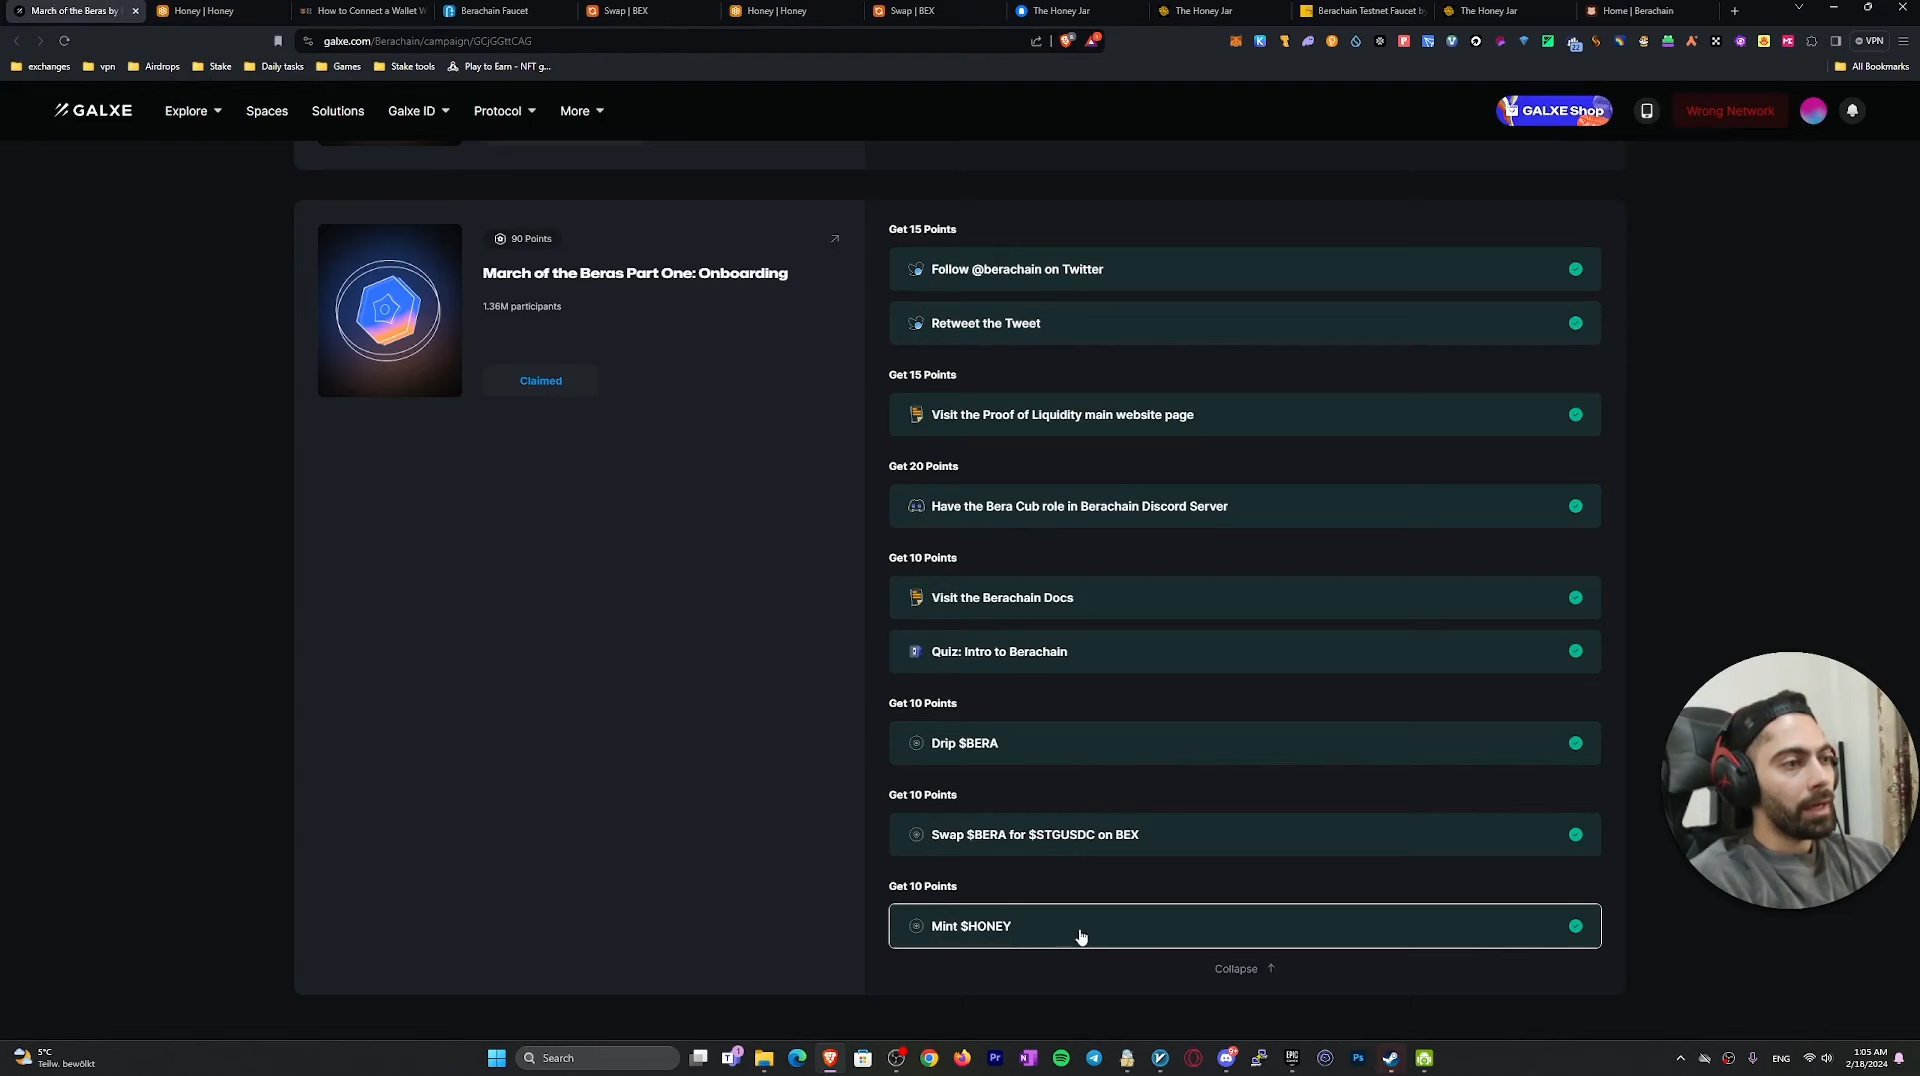 March of the Beras by
Honey | Honey
How to Connect a Wallet W
Berachain Faucet
Swap | BEX
Honey | Honey
Swap | BEX
The Honey Jar
The Honey Jar
Berachain Testnet Faucet by
The Honey Jar
Home | Berachain
galxe.com/Berachain/campaign/GCjGGttCAG
VPN
exchanges
vpn
Airdrops
Stake
Daily tasks
Games
Stake tools
Play to Earn - NFT g...
All Bookmarks
GALXE
Explore
Spaces
Solutions
Galxe ID
Protocol
More
GALXE Shop
Wrong Network
90 Points
March of the Beras Part One: Onboarding
1.36M participants
Claimed
Get 15 Points
Follow @berachain on Twitter
Retweet the Tweet
Get 15 Points
Visit the Proof of Liquidity main website page
Get 20 Points
Have the Bera Cub role in Berachain Discord Server
Get 10 Points
Visit the Berachain Docs
Quiz: Intro to Berachain
Get 10 Points
Drip $BERA
Get 10 Points
Swap $BERA for $STGUSDC on BEX
Get 10 Points
Mint $HONEY
Collapse
5°C
Teilw. bewölkt
Search
ENG
1:05 AM
2/18/2024